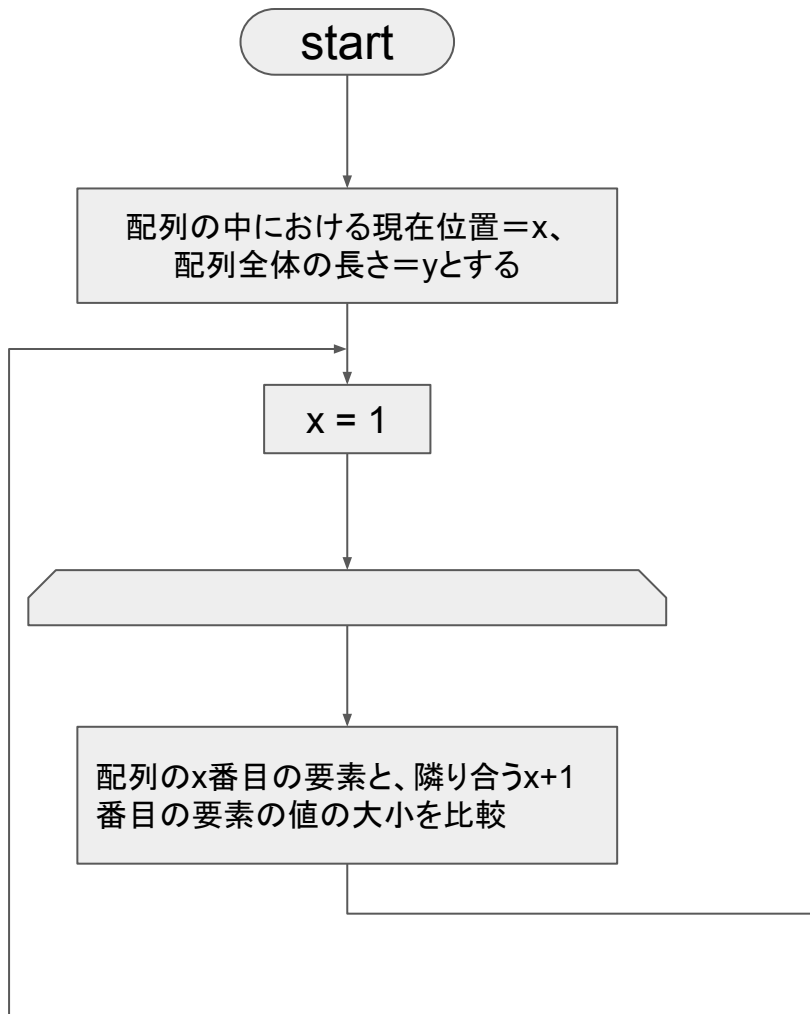 start
配列の中における現在位置＝x、
配列全体の長さ＝yとする
x = 1
配列のx番目の要素と、隣り合うx+1
番目の要素の値の大小を比較